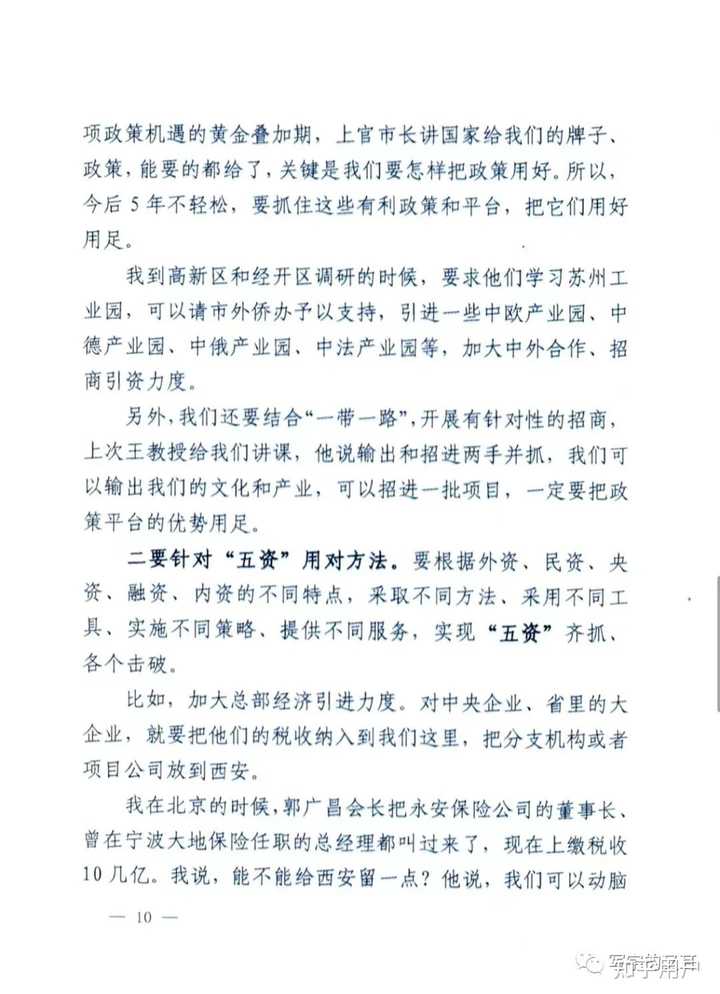 项政策机遇的黄金叠加期，上官市长讲国家给我们的牌子、
政策，能要的都给了，关键是我们要怎样把政策用好。所以，
今后5年不轻松，要抓住这些有利政策和平台，把它们用好
用足。
我到高新区和经开区调研的时候，要求他们学习苏州工
业园，可以请市外侨办予以支持，引进一些中欧产业园、中
德产业园、中俄产业园、中法产业园等，加大中外合作、招
商引资力度。
另外，我们还要结合“一带一路”，开展有针对性的招商，
上次王教授给我们讲课，他说输出和招进两手并抓，我们可
以输出我们的文化和产业，可以招进一批项目，一定要把政
策平台的优势用足。
二要针对“五资”用对方法。要根据外资、民资、央
资、融资、内资的不同特点，采取不同方法、采用不同工
具、实施不同策略、提供不同服务，实现“五资”齐抓、
各个击破。
比如，加大总部经济引进力度。对中央企业、省里的大
企业，就要把他们的税收纳入到我们这里，把分支机构或者
项目公司放到西安。
我在北京的时候，郭广昌会长把永安保险公司的董事长、
曾在宁波大地保险任职的总经理都叫过来了，现在上缴税收
10几亿。我说，能不能给西安留一点？他说，我们可以动脑
— 10 —
知乎用户